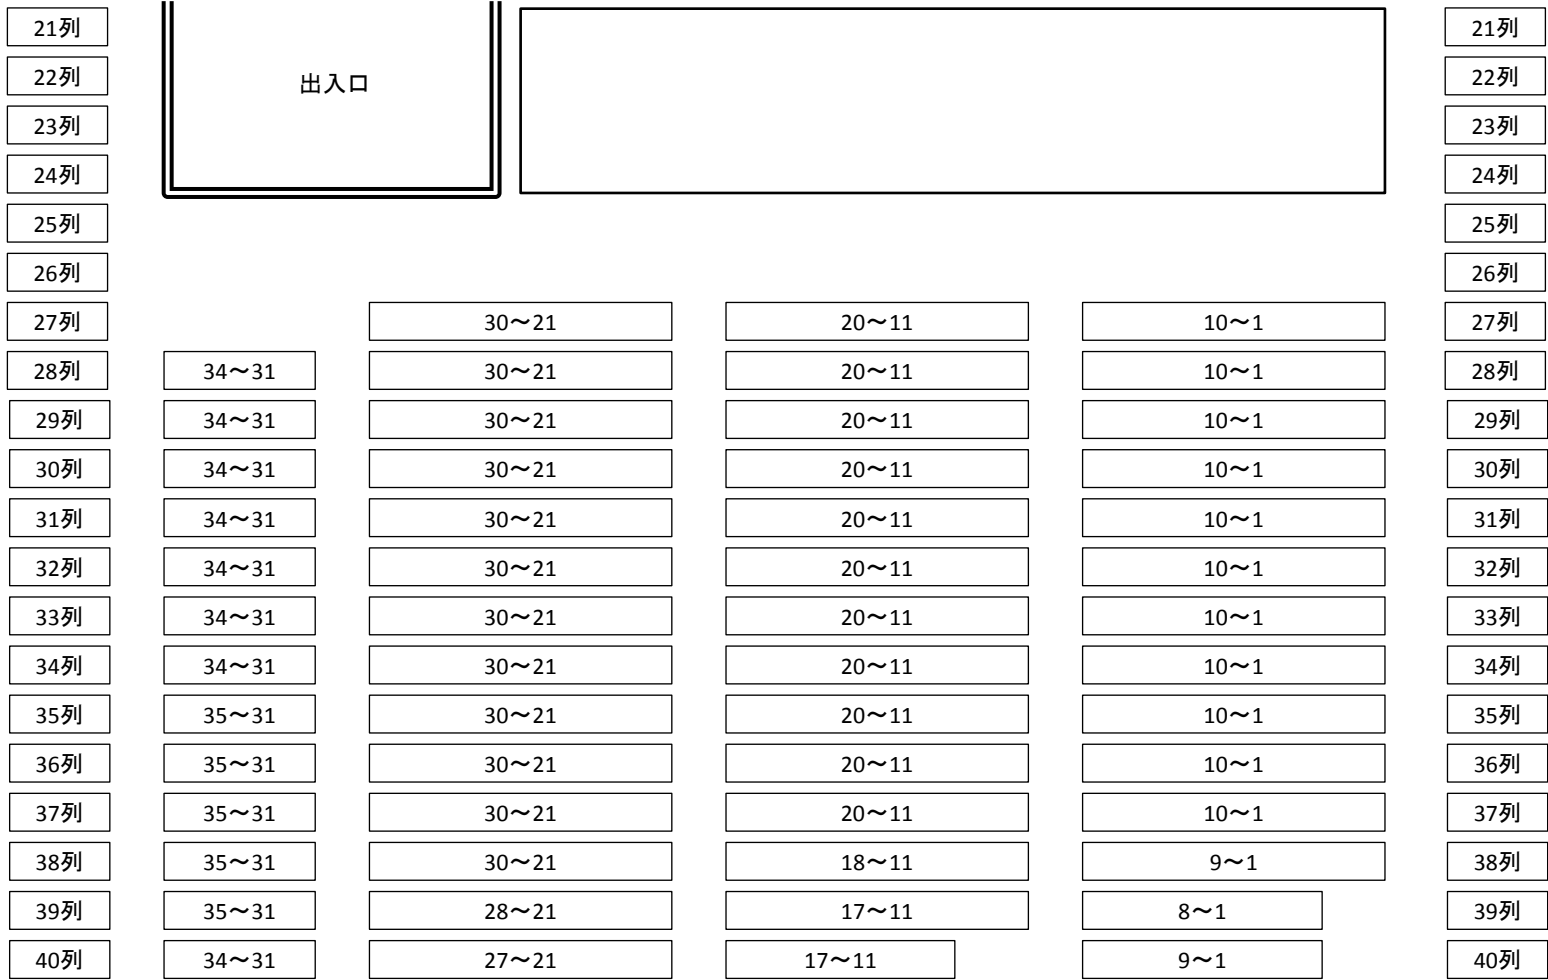 21列 21列
22列 出入口 22列
23列 23列
24列 24列
25列 25列
26列 26列
27列 30～21 20～11 10～1 27列
28列 34～31 30～21 20～11 10～1 28列
29列 34～31 30～21 20～11 10～1 29列
30列 34～31 30～21 20～11 10～1 30列
31列 34～31 30～21 20～11 10～1 31列
32列 34～31 30～21 20～11 10～1 32列
33列 34～31 30～21 20～11 10～1 33列
34列 34～31 30～21 20～11 10～1 34列
35列 35～31 30～21 20～11 10～1 35列
36列 35～31 30～21 20～11 10～1 36列
37列 35～31 30～21 20～11 10～1 37列
38列 35～31 30～21 18～11 9～1 38列
39列 35～31 28～21 17～11 8～1 39列
40列 34～31 27～21 17～11 9～1 40列